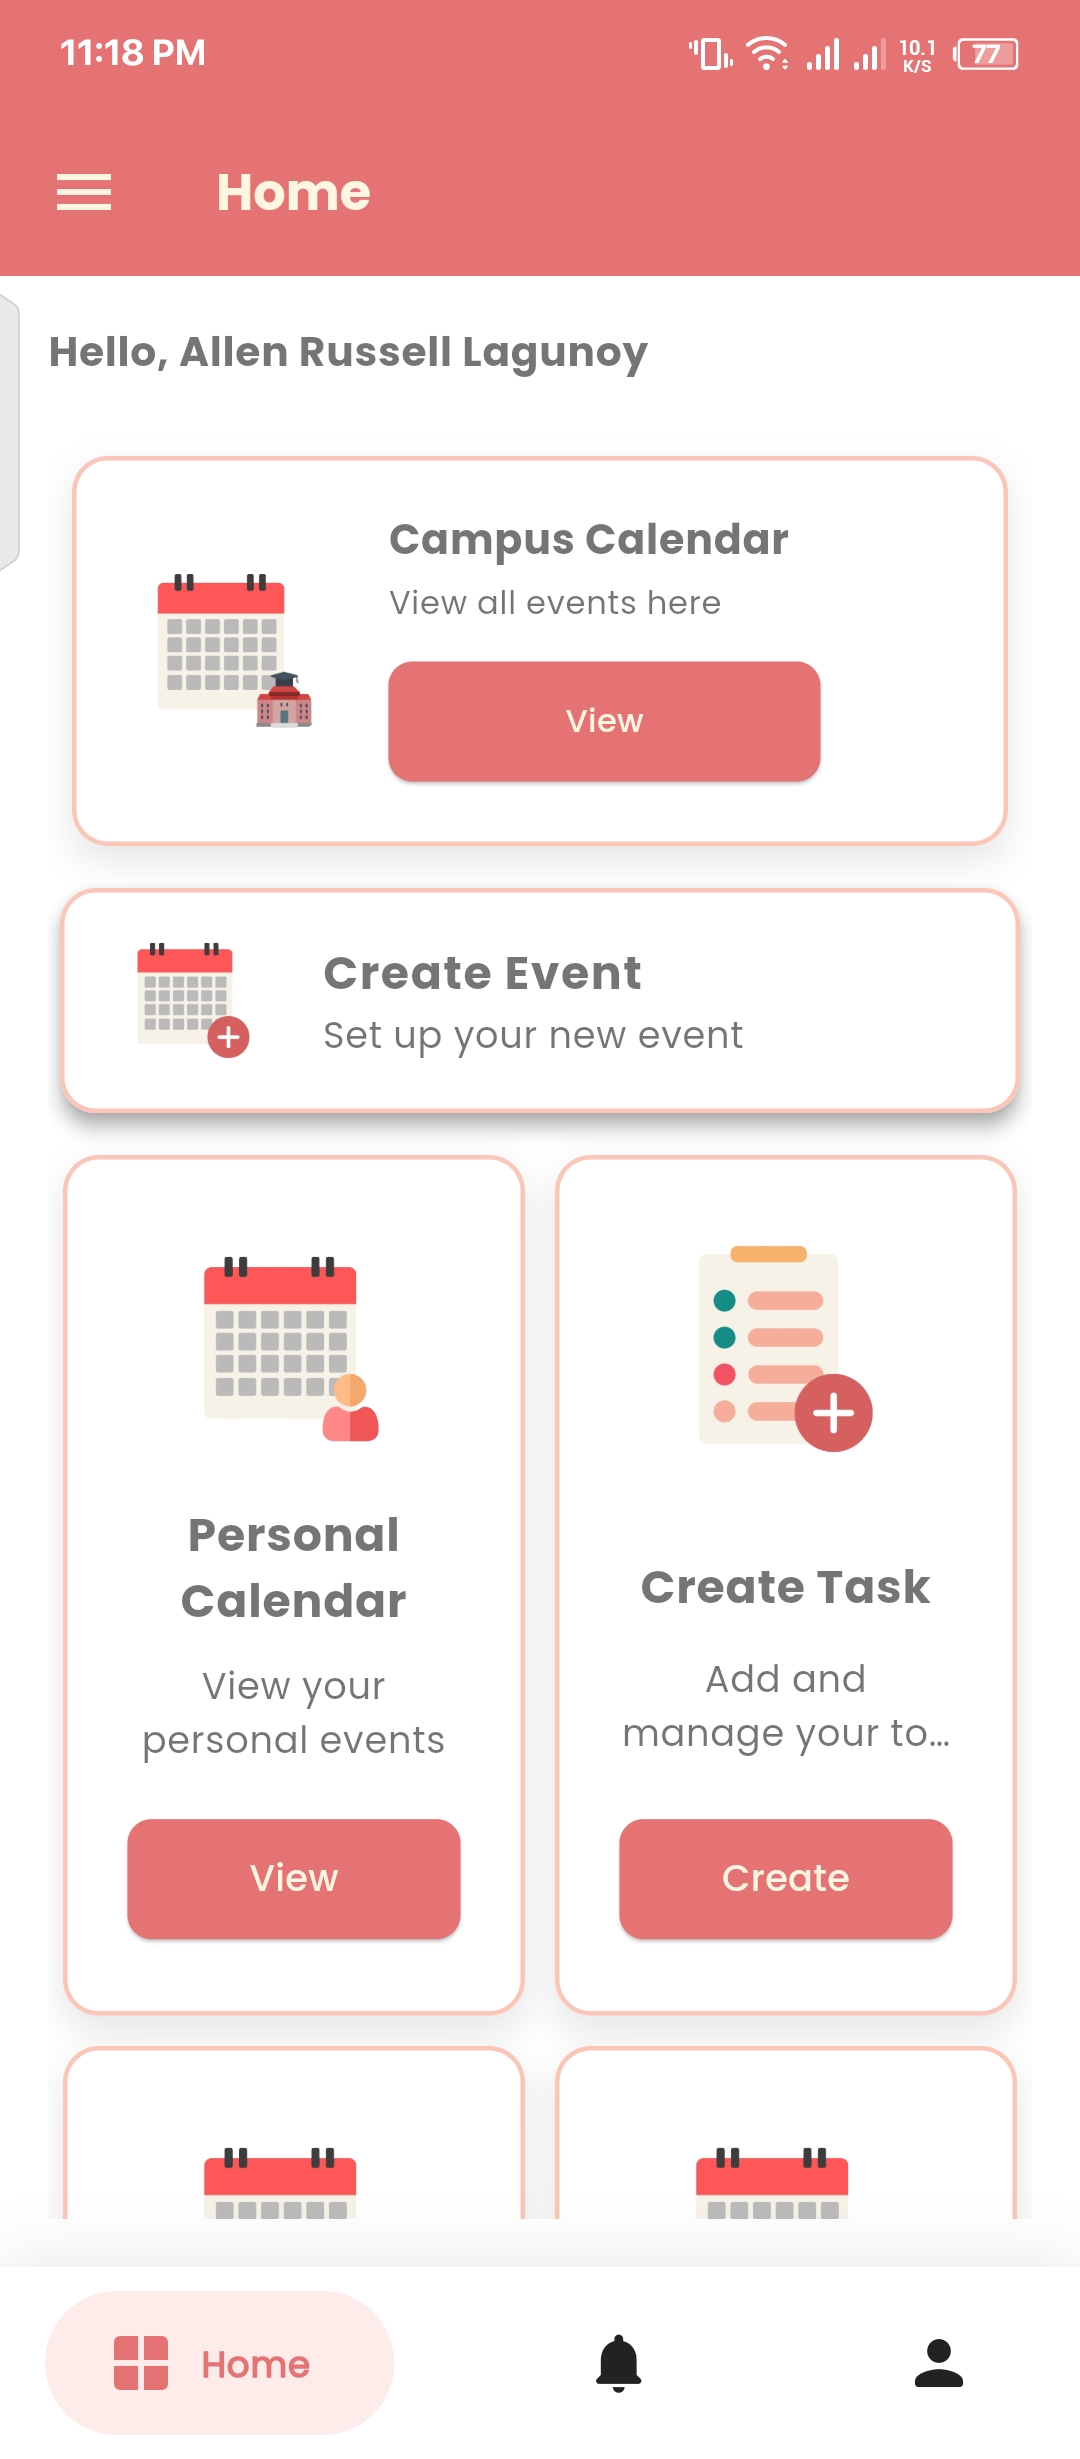 11:18 PM
10.1
K/S
77
Home
Hello, Allen Russell Lagunoy
Campus Calendar
View all events here
View
Create Event
Set up your new event
Personal
Calendar
View your
personal events
View
Create Task
Add and
manage your to...
Create
Home